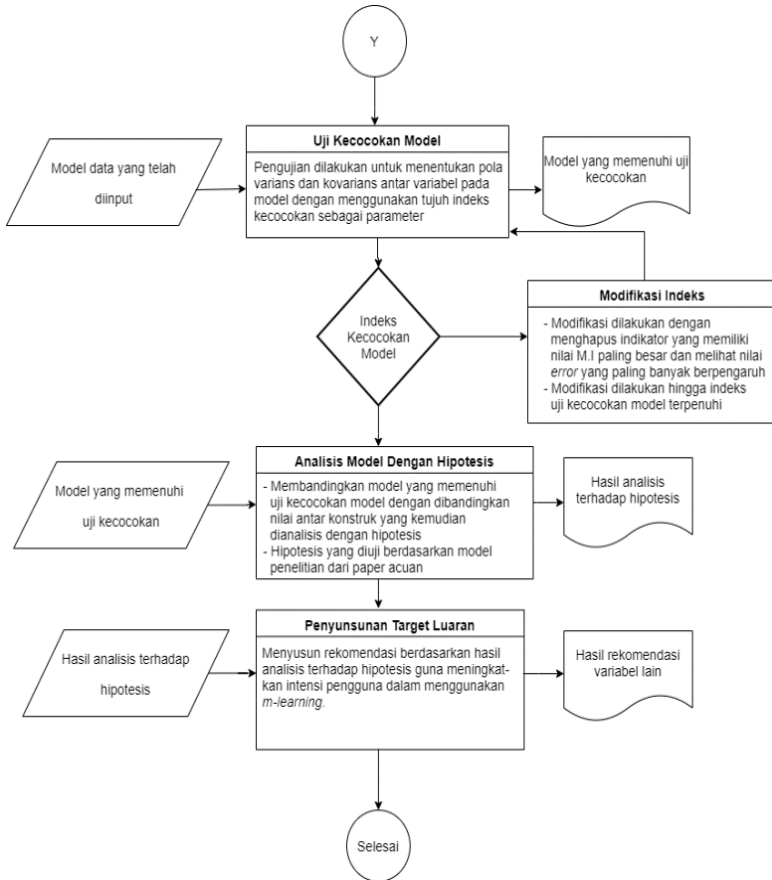 Y
Uji Kecocokan Model
Pengujian dilakukan untuk menentukan pola
varians dan kovarians antar variabel pada
model dengan menggunakan tujuh indeks
kecocokan sebagai parameter
Model data yang telah
diinput
Model yang memenuhi uji
kecocokan
Indeks
Kecocokan
Model
Modifikasi Indeks
- Modifikasi dilakukan dengan
menghapus indikator yang memiliki
nilai M.I paling besar dan melihat nilai
error yang paling banyak berpengaruh
- Modifikasi dilakukan hingga indeks
uji kecocokan model terpenuhi
Analisis Model Dengan Hipotesis
- Membandingkan model yang memenuhi
uji kecocokan model dengan dibandingkan
nilai antar konstruk yang kemudian
dianalisis dengan hipotesis
- Hipotesis yang diuji berdasarkan model
penelitian dari paper acuan
Model yang memenuhi
uji kecocokan
Hasil analisis
terhadap hipotesis
Penyunsunan Target Luaran
Menyusun rekomendasi berdasarkan hasil
analisis terhadap hipotesis guna meningkat-
kan intensi pengguna dalam menggunakan
m-learning.
Hasil analisis terhadap
hipotesis
Hasil rekomendasi
variabel lain
Selesai